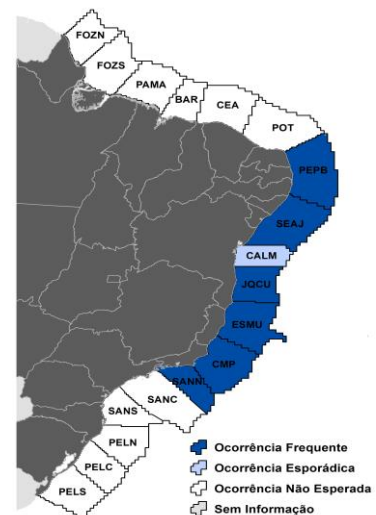 FOZN
FOZS
PAMA
BAR
CEA
POT
PEPB
SEAJ
CALM
JQCU
ESMU
CMP
SANN
SANC
SANS
PELN
PELC
PELS
Ocorrência Frequente
Ocorrência Esporádica
Ocorrência Não Esperada
Sem Informação